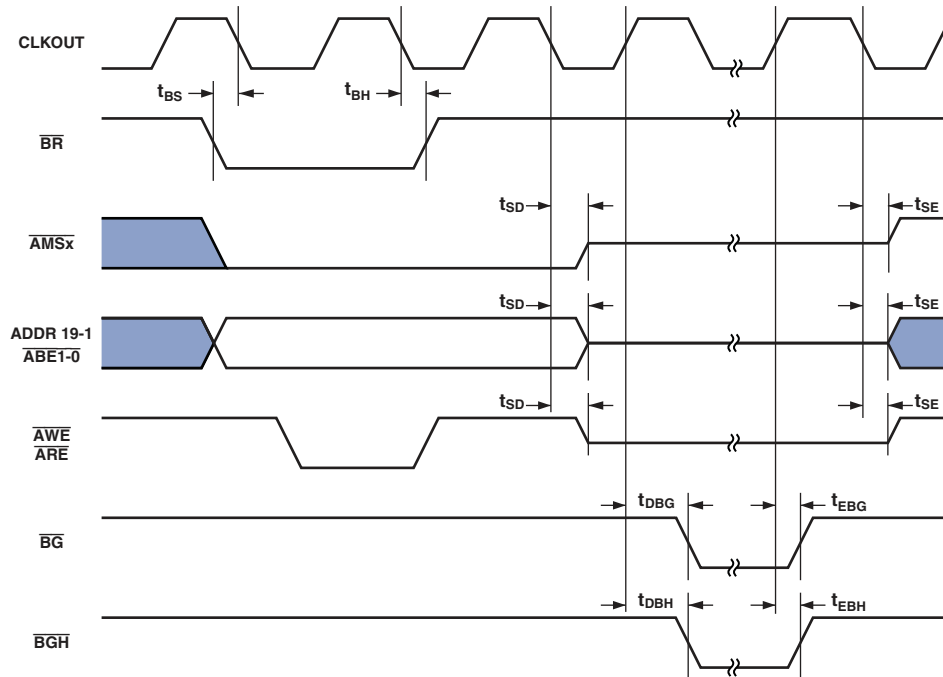 CLKOUT
tBS
tBH
BR
tSD
tSE
AMSx
tSD
tSE
ADDR 19-1
ABE1-0
tSD
tSE
AWE
ARE
tDBG
tEBG
BG
tDBH
tEBH
BGH